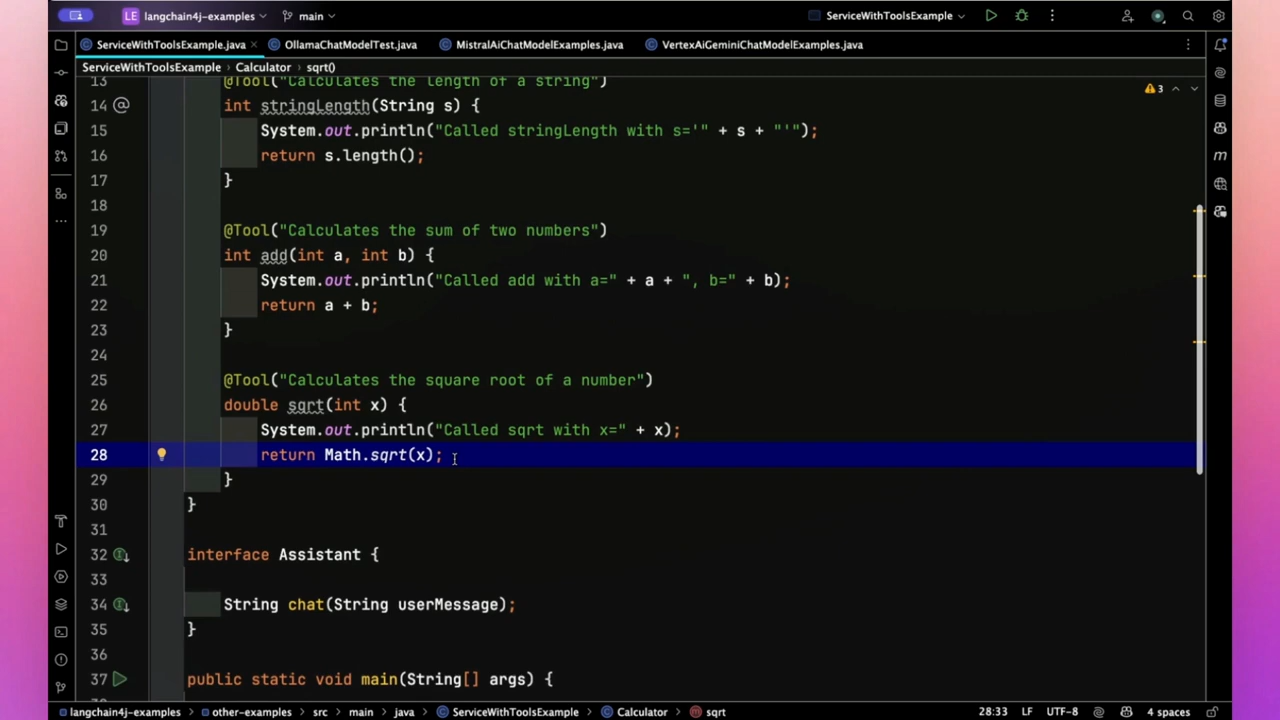 LE langchain4j-examples main ServiceWithToolsExample
ServiceWithToolsExample.java OllamaChatModelTest.java MistralAiChatModelExamples.java VertexAiGeminiChatModelExamples.java
ServiceWithToolsExample Calculator sqrt()
13 @Tool("Calculates the length of a string")
3
14 int stringLength(String s) {
15 System.out.println("Called stringLength with s='" + s + "'");
16 return s.length();
17 }
18
19 @Tool("Calculates the sum of two numbers")
20 int add(int a, int b) {
21 System.out.println("Called add with a=" + a + ", b=" + b);
22 return a + b;
23 }
24
25 @Tool("Calculates the square root of a number")
26 double sqrt(int x) {
27 System.out.println("Called sqrt with x=" + x);
28 return Math.sqrt(x);
29 }
30 }
31
32 interface Assistant {
33
34 String chat(String userMessage);
35 }
36
37 public static void main(String[] args) {
langchain4j-examples other-examples src main java ServiceWithToolsExample Calculator sqrt 28:33 LF UTF-8 4 spaces